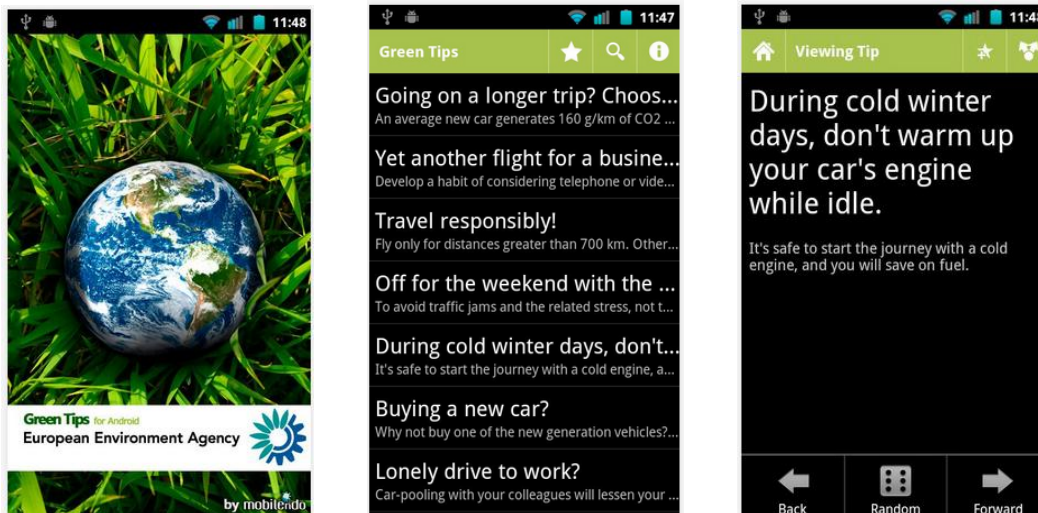 11:48
Green Tips for Android
European Environment Agency
by mobilendo
11:47
Green Tips
Going on a longer trip? Choos...
An average new car generates 160 g/km of CO2 ...
Yet another flight for a busine...
Develop a habit of considering telephone or vide...
Travel responsibly!
Fly only for distances greater than 700 km. Other...
Off for the weekend with the ...
To avoid traffic jams and the related stress, not t...
During cold winter days, don't...
It's safe to start the journey with a cold engine, a...
Buying a new car?
Why not buy one of the new generation vehicles?...
Lonely drive to work?
Car-pooling with your colleagues will lessen your ...
11:48
Viewing Tip
During cold winter
days, don't warm up
your car's engine
while idle.
It's safe to start the journey with a cold
engine, and you will save on fuel.
Back Random Forward